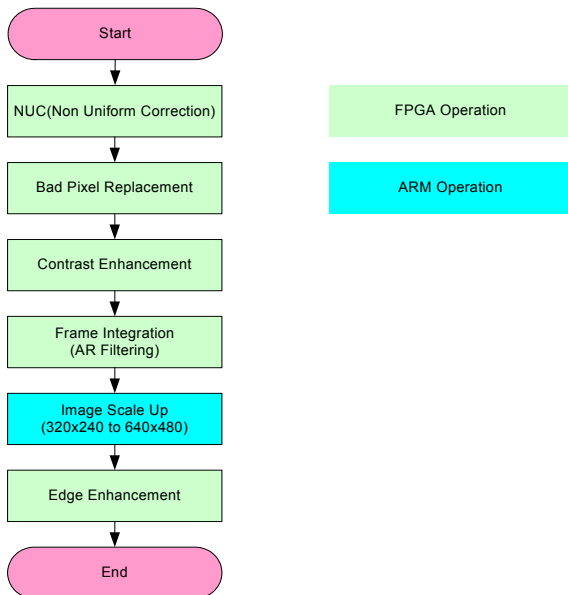 Start
NUC(Non Uniform Correction)
Bad Pixel Replacement
Contrast Enhancement
Frame Integration
(AR Filtering)
Image Scale Up
(320x240 to 640x480)
Edge Enhancement
End
FPGA Operation
ARM Operation